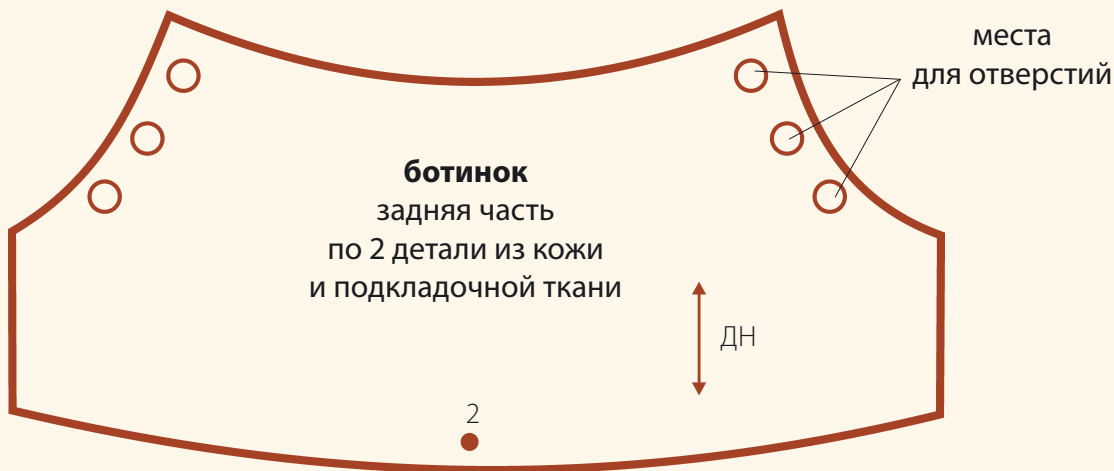 места
для отверстий
ботинок
задняя часть
по 2 детали из кожи
и подкладочной ткани
ДН
2